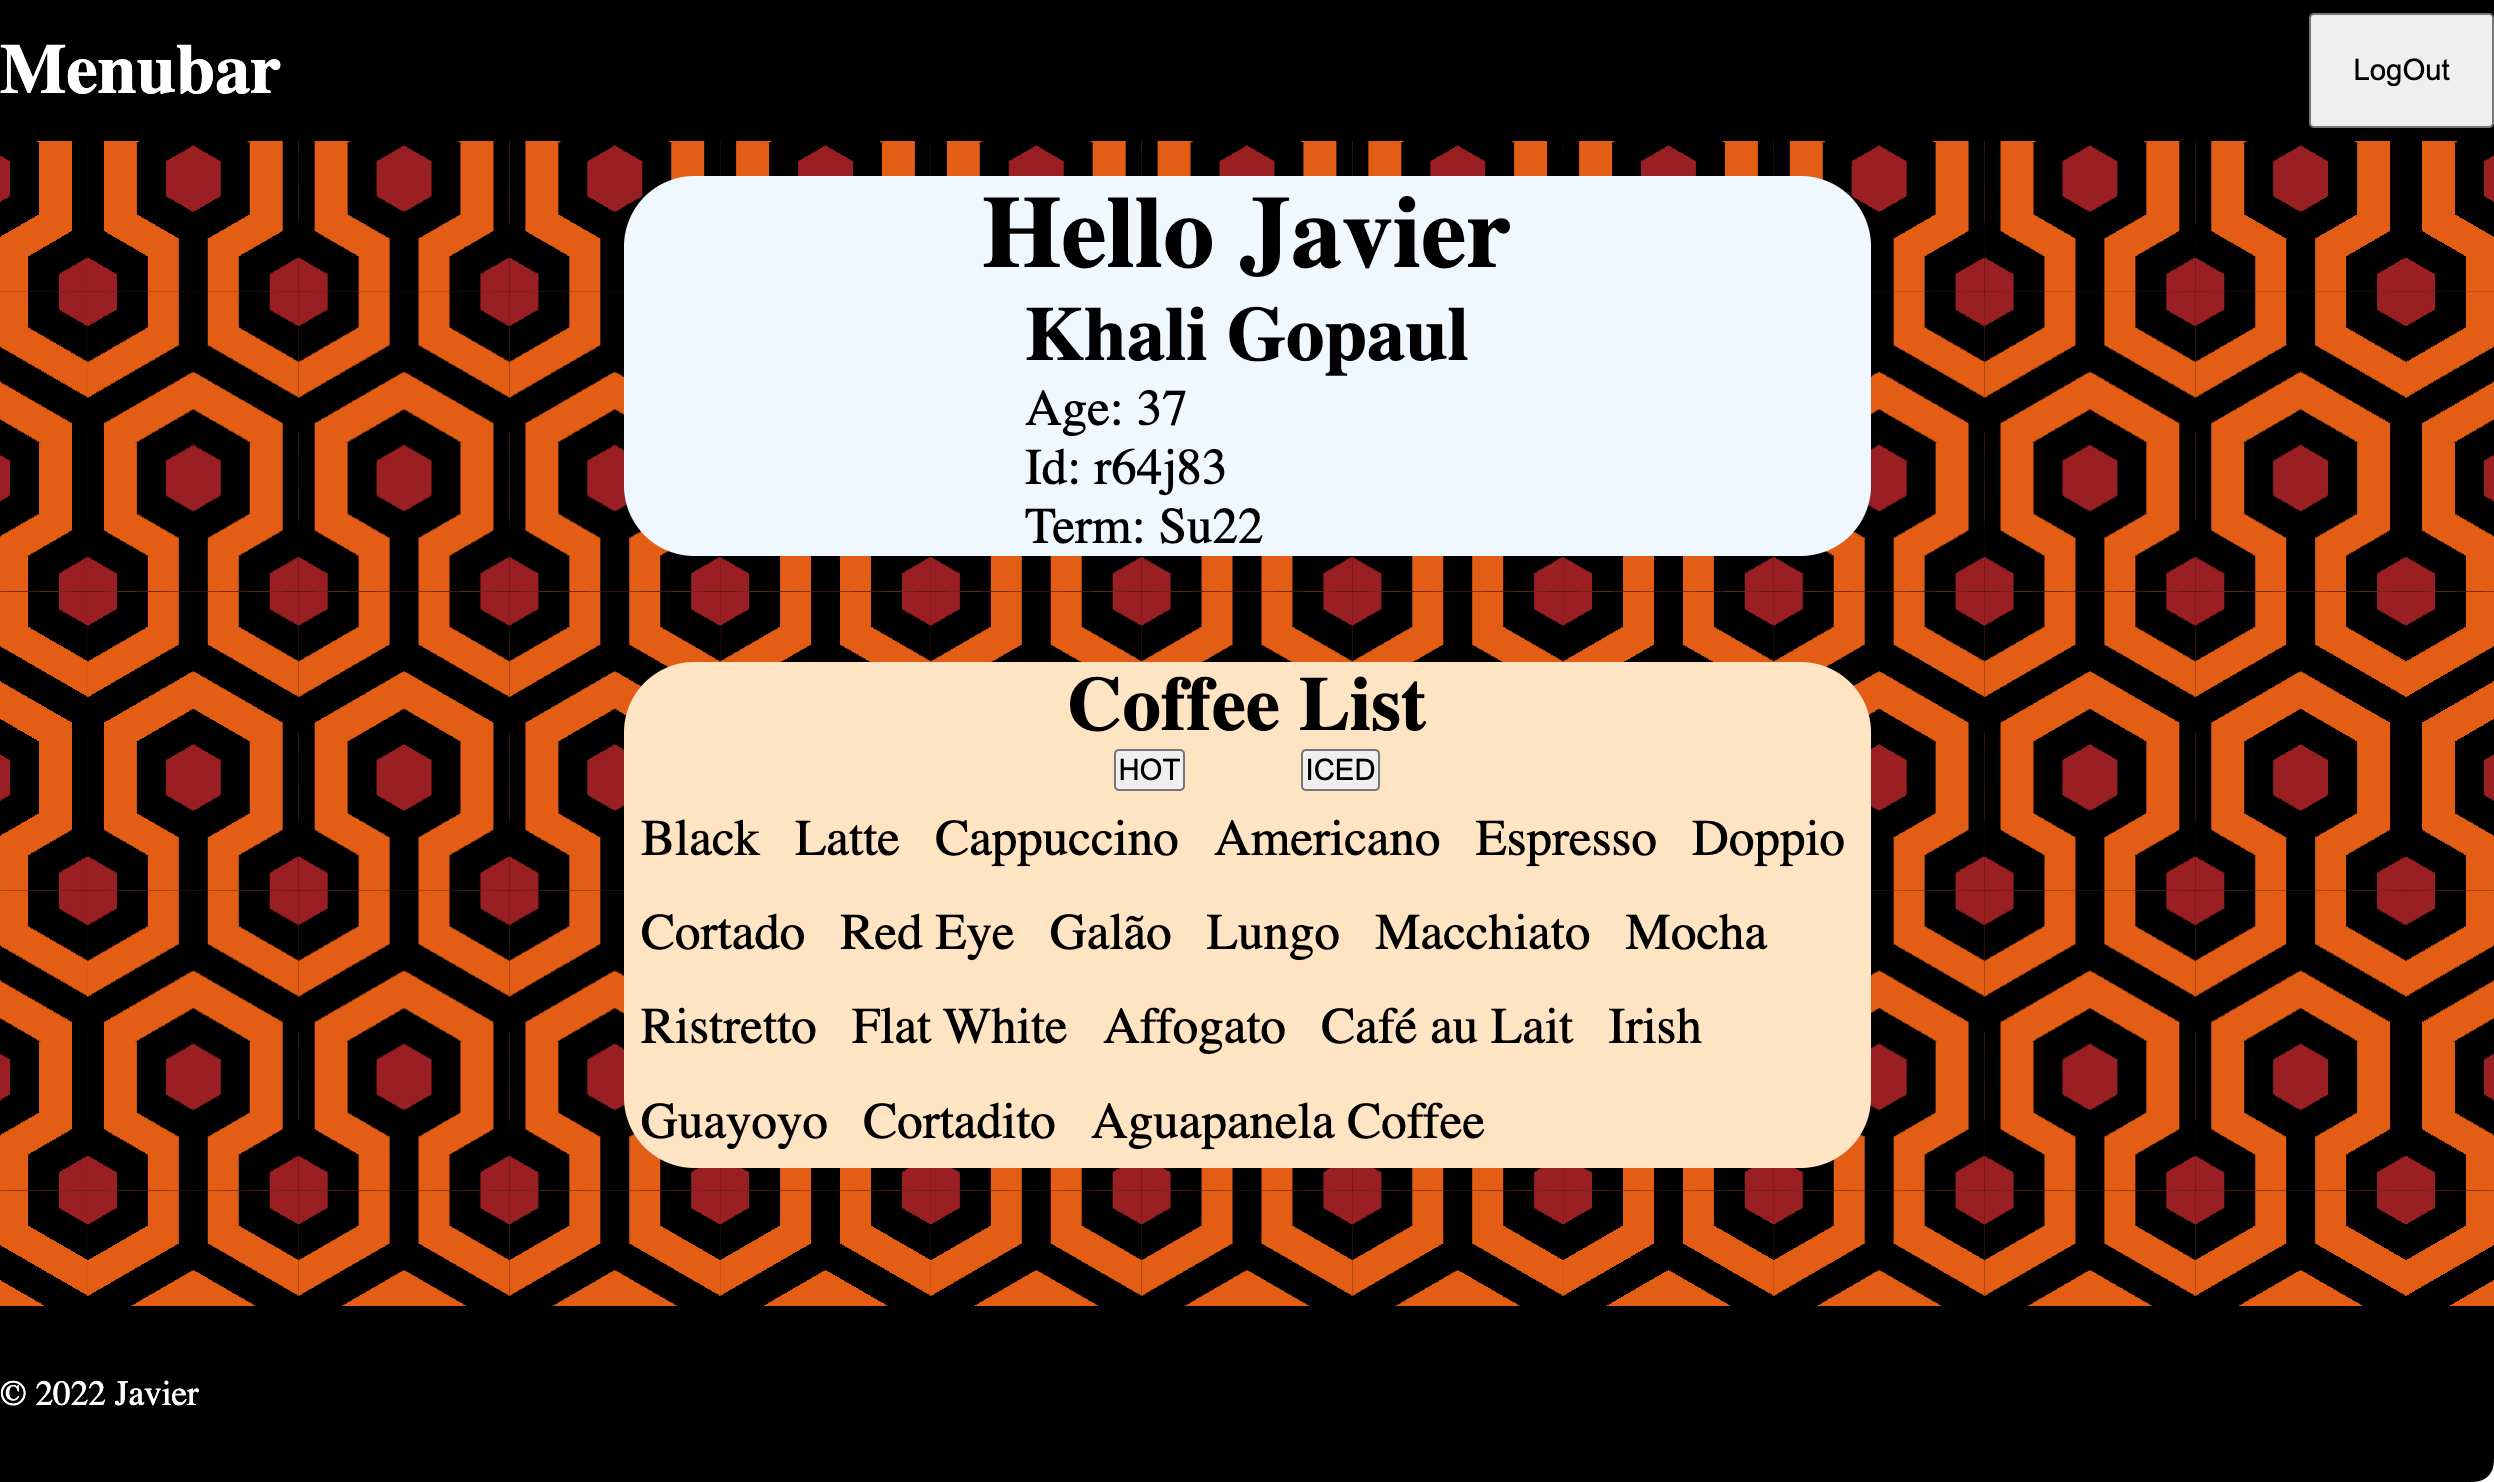 Menubar
LogOut
Hello Javier
Khali Gopaul
Age: 37
Id: r64j83
Term: Su22
Coffee List
HOT ICED
Black Latte Cappuccino Americano Espresso Doppio
Cortado Red Eye Galão Lungo Macchiato Mocha
Ristretto Flat White Affogato Café au Lait Irish
Guayoyo Cortadito Aguapanela Coffee
© 2022 Javier